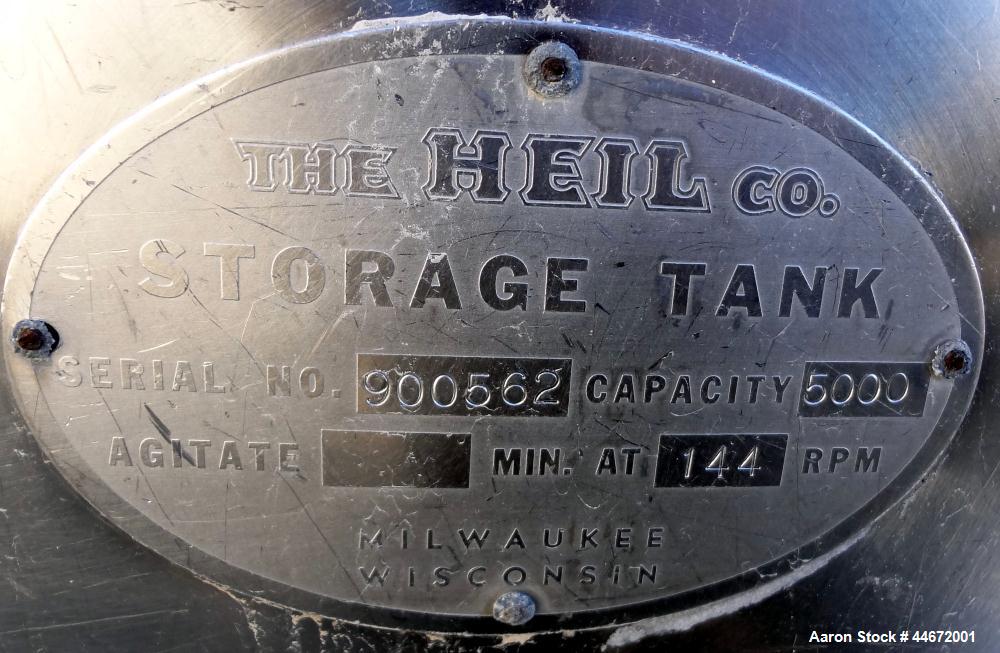 THE HEIL CO.
STORAGE TANK
SERIAL NO. 900562 CAPACITY 5000
AGITATE MIN. AT 144 RPM
MILWAUKEE
WISCONSIN
Aaron Stock # 44672001